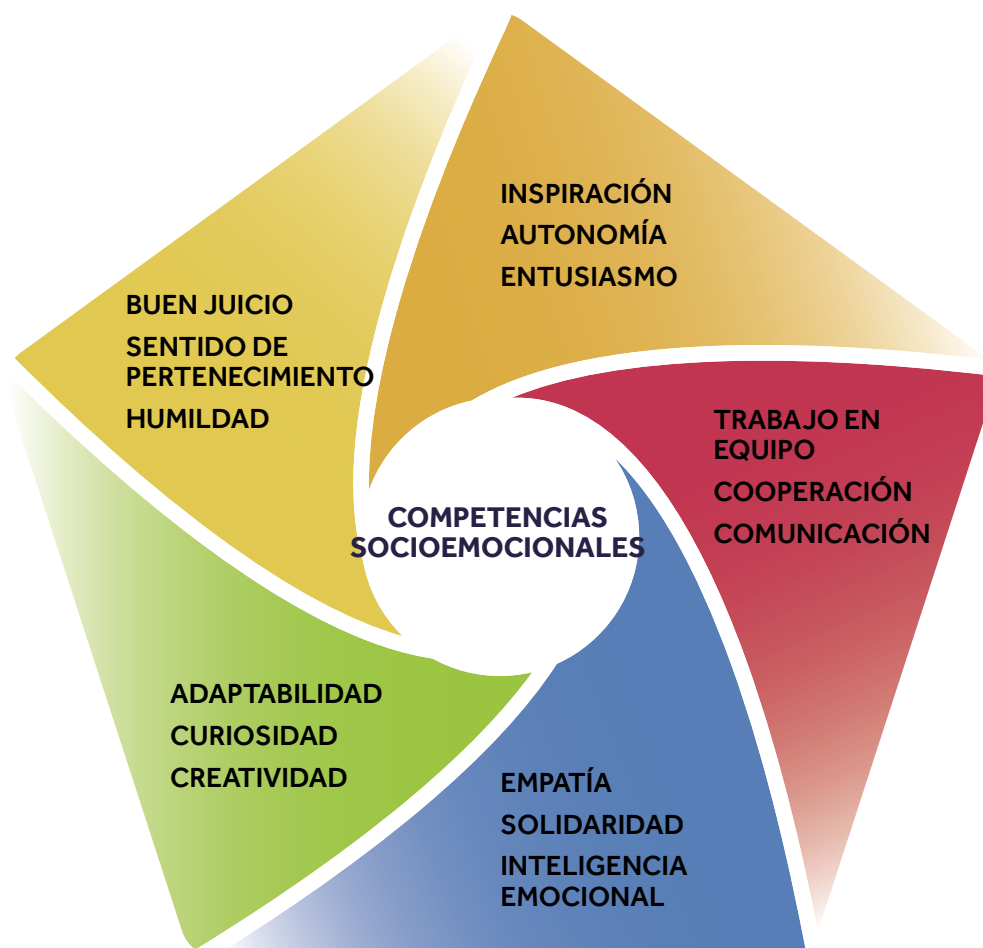 INSPIRACIÓN
AUTONOMÍA
ENTUSIASMO
BUEN JUICIO
SENTIDO DE
PERTENECIMIENTO
HUMILDAD
TRABAJO EN
EQUIPO
COOPERACIÓN
COMUNICACIÓN
COMPETENCIAS
SOCIOEMOCIONALES
ADAPTABILIDAD
CURIOSIDAD
CREATIVIDAD
EMPATÍA
SOLIDARIDAD
INTELIGENCIA
EMOCIONAL